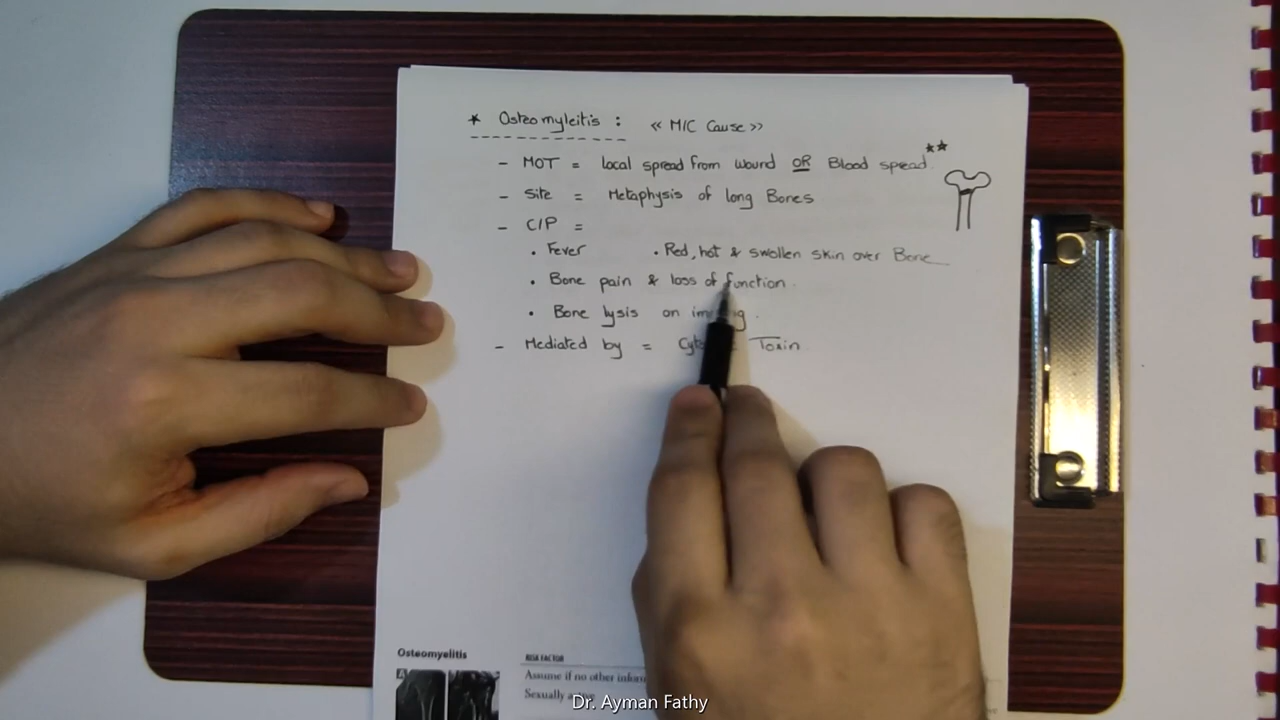 * Osteomyleitis : << M/C Cause >>
- MOT = local spread from wound OR Blood spread. **
- Site = Metaphysis of long Bones
- C/P =
. Fever . Red, hot & swollen skin over Bone
. Bone pain & loss of function.
. Bone lysis on
- Mediated by = Toxin
Osteomyelitis
RISK FACTOR
A
Assume if no other
Sexually
Dr. Ayman Fathy